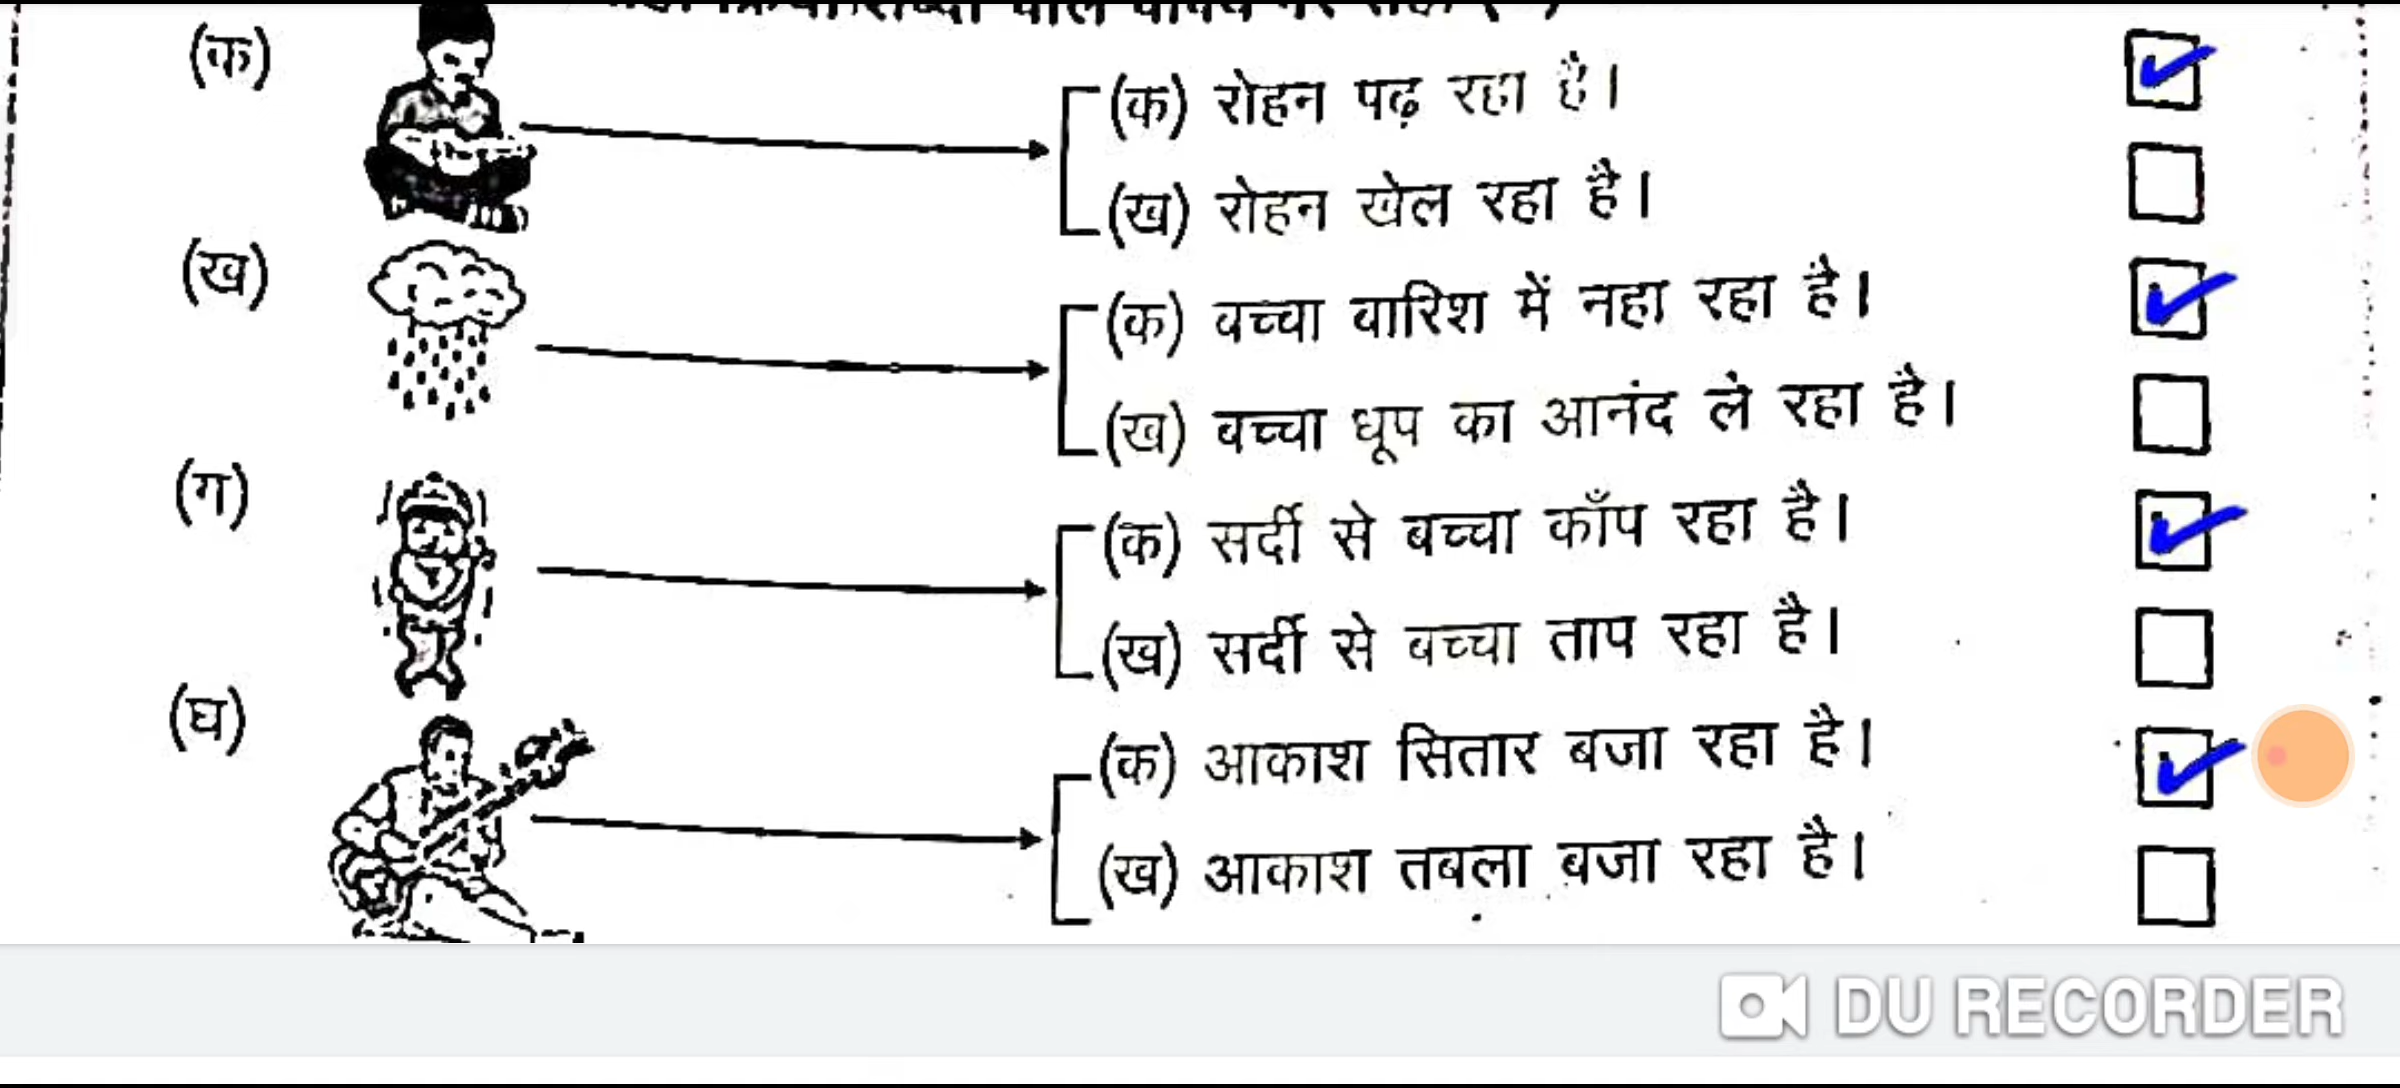 (क)
(क) रोहन पढ़ रहा है।
(ख) रोहन खेल रहा है।
(ख)
(क) बच्चा बारिश में नहा रहा है।
(ख) बच्चा धूप का आनंद ले रहा है।
(ग)
(क) सर्दी से बच्चा काँप रहा है।
(ख) सर्दी से बच्चा ताप रहा है।
(घ)
(क) आकाश सितार बजा रहा है।
(ख) आकाश तबला बजा रहा है।
DU RECORDER